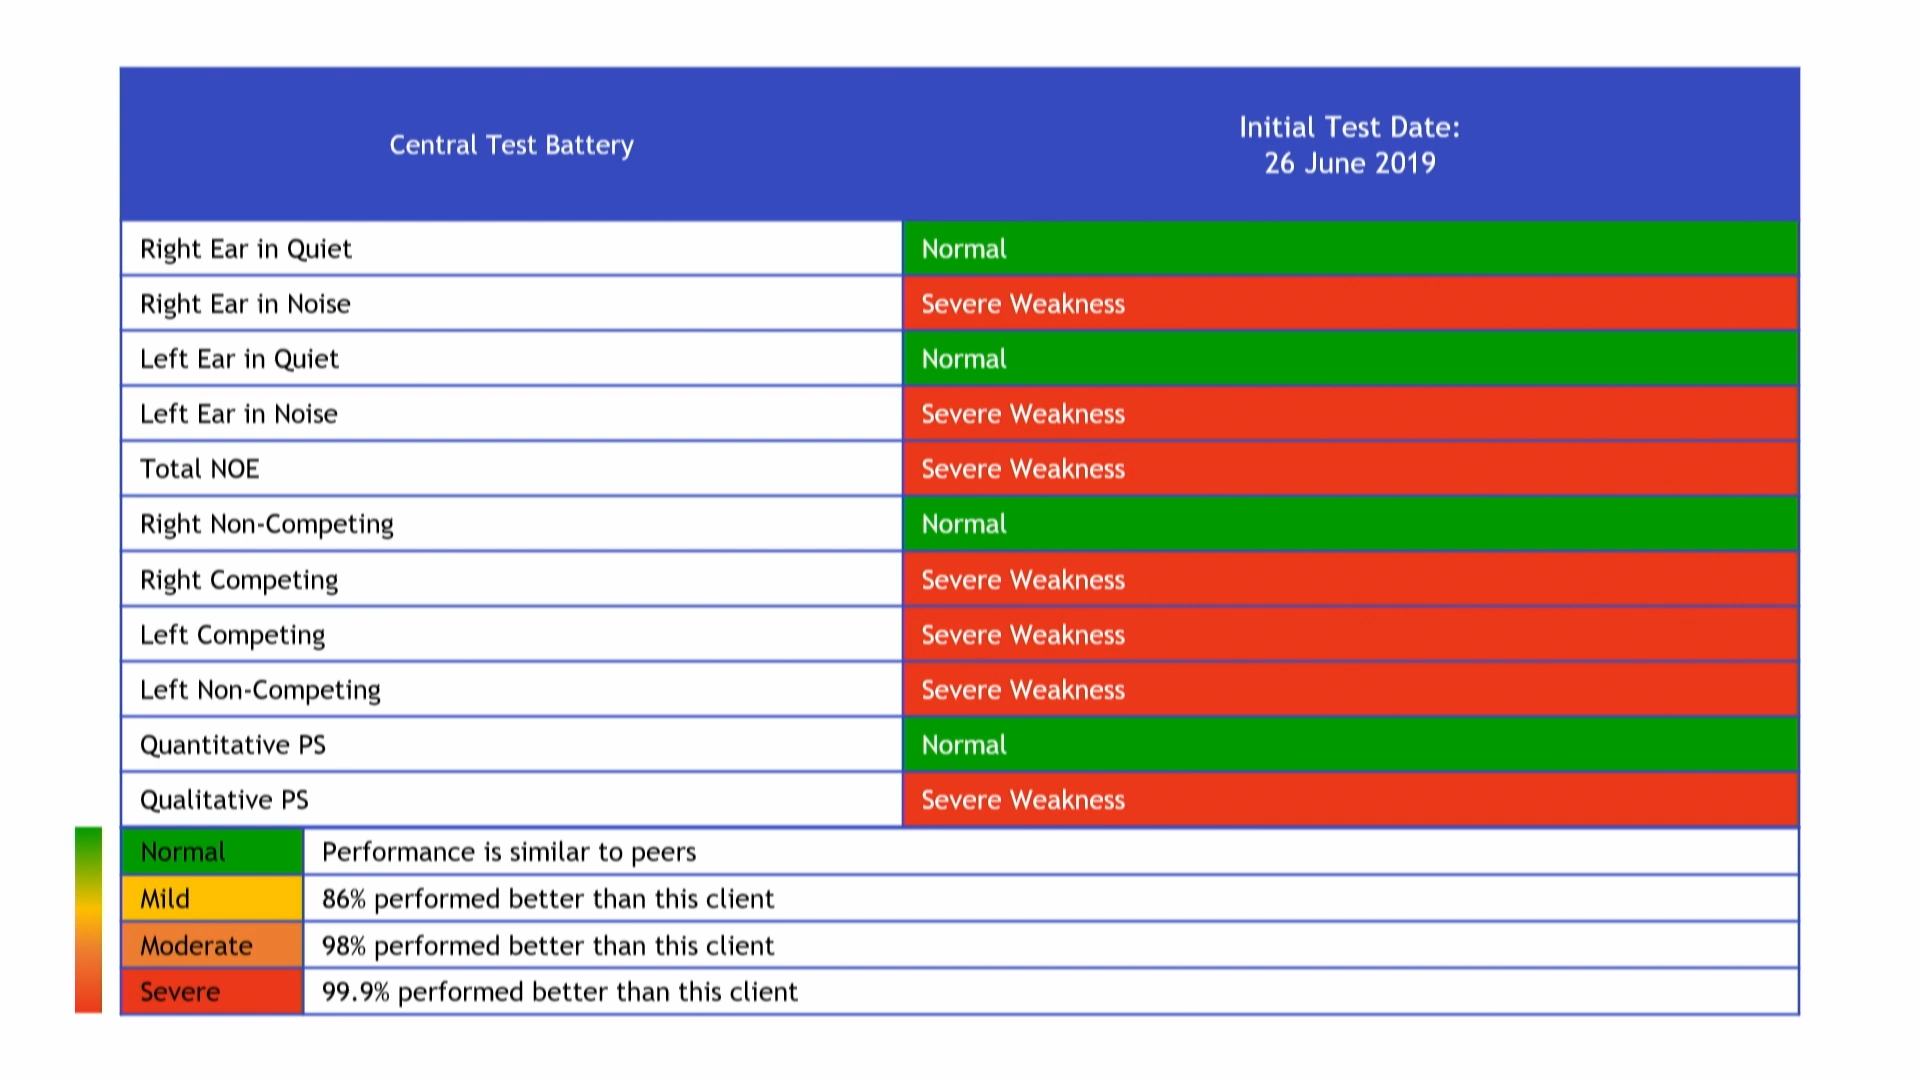 Central Test Battery
Initial Test Date:
26 June 2019
Right Ear in Quiet
Normal
Right Ear in Noise
Severe Weakness
Left Ear in Quiet
Normal
Left Ear in Noise
Severe Weakness
Total NOE
Severe Weakness
Right Non-Competing
Normal
Right Competing
Severe Weakness
Left Competing
Severe Weakness
Left Non-Competing
Severe Weakness
Quantitative PS
Normal
Qualitative PS
Severe Weakness
Normal
Performance is similar to peers
Mild
86% performed better than this client
Moderate
98% performed better than this client
Severe
99.9% performed better than this client